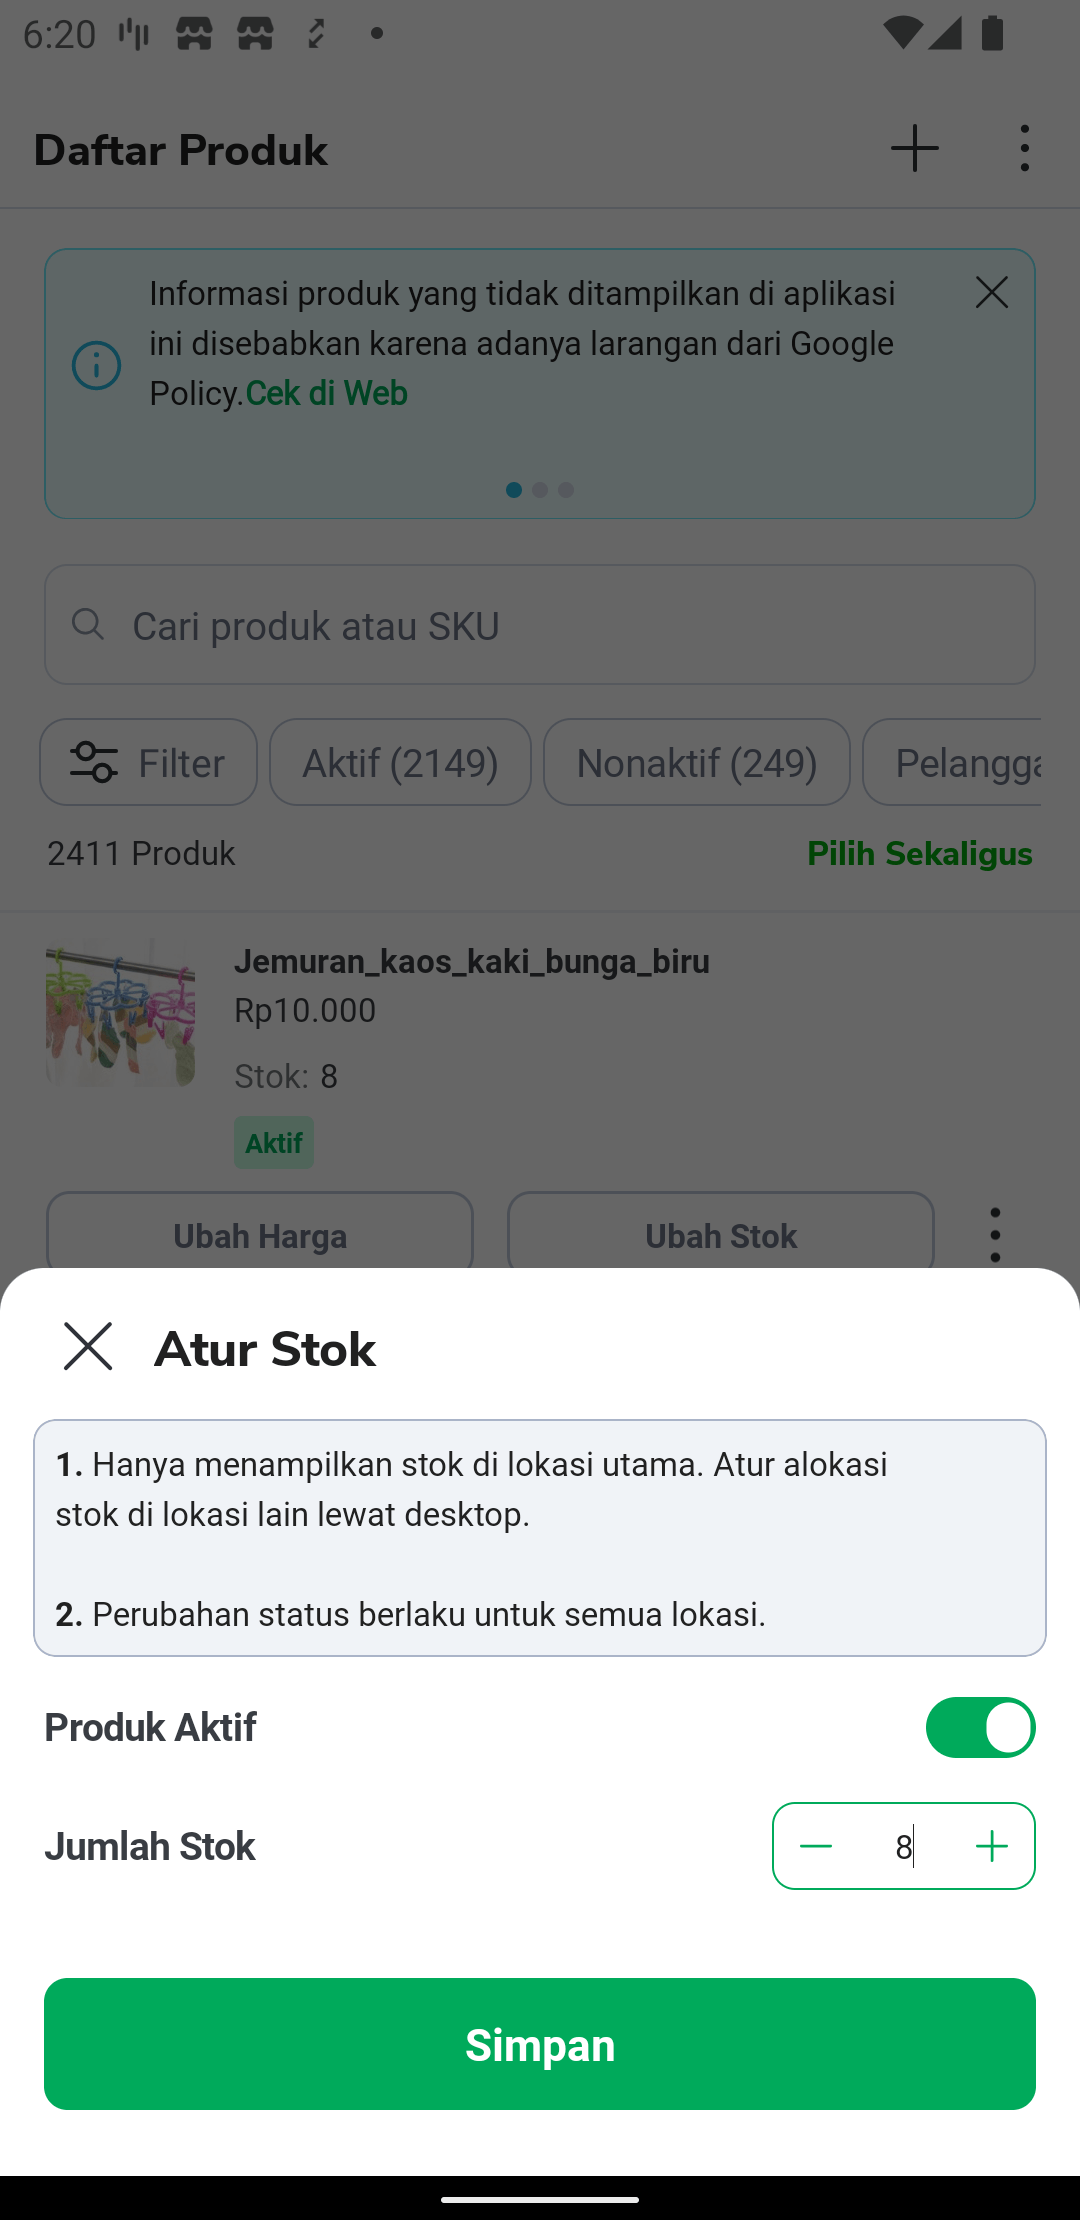 6:20
Daftar Produk
Informasi produk yang tidak ditampilkan di aplikasi
ini disebabkan karena adanya larangan dari Google
Policy.Cek di Web
Cari produk atau SKU
Filter
Aktif (2149)
Nonaktif (249)
Pelangga
2411 Produk
Pilih Sekaligus
Jemuran_kaos_kaki_bunga_biru
Rp10.000
Stok: 8
Aktif
Ubah Harga
Ubah Stok
Atur Stok
1. Hanya menampilkan stok di lokasi utama. Atur alokasi
stok di lokasi lain lewat desktop.
2. Perubahan status berlaku untuk semua lokasi.
Produk Aktif
Jumlah Stok
8
Simpan